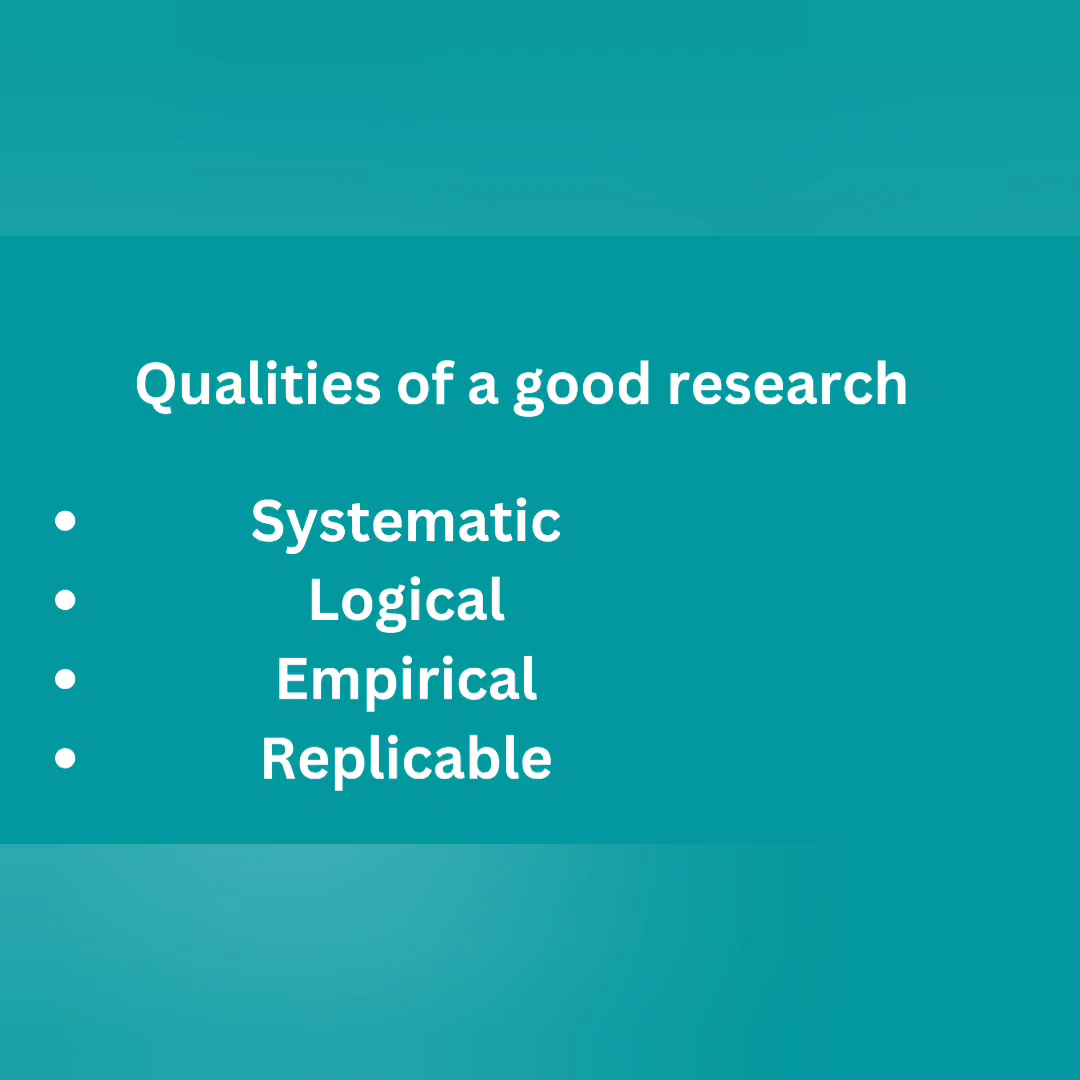 Qualities of a good research
• Systematic
• Logical
• Empirical
• Replicable